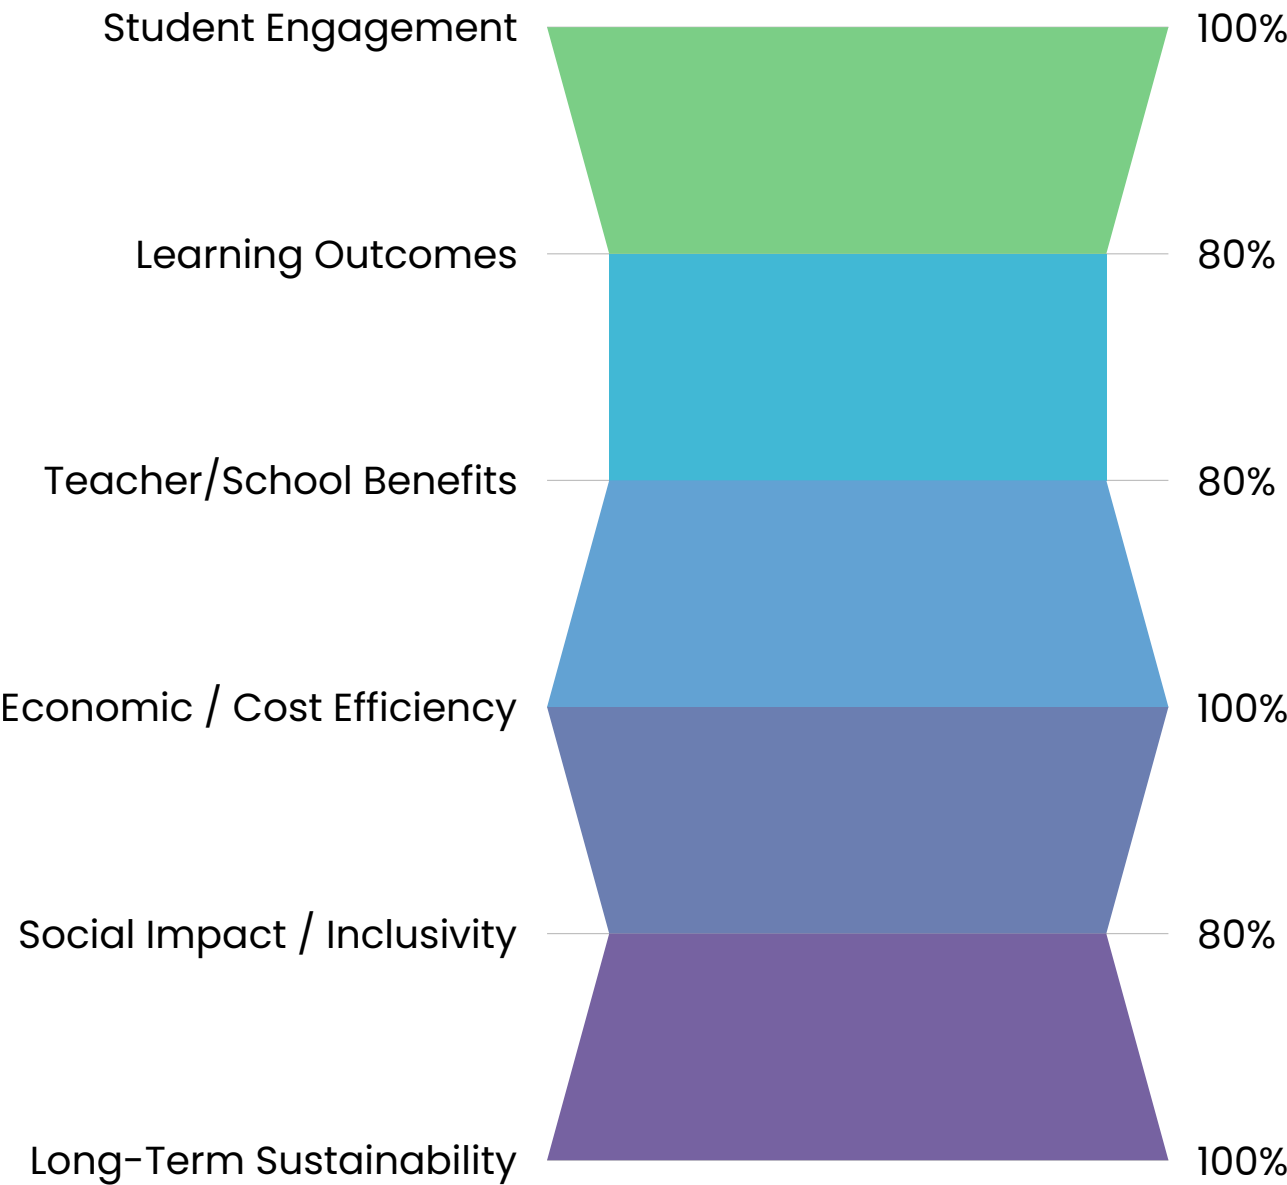 Student Engagement 100%
Learning Outcomes 80%
Teacher/School Benefits 80%
Economic / Cost Efficiency 100%
Social Impact / Inclusivity 80%
Long-Term Sustainability 100%